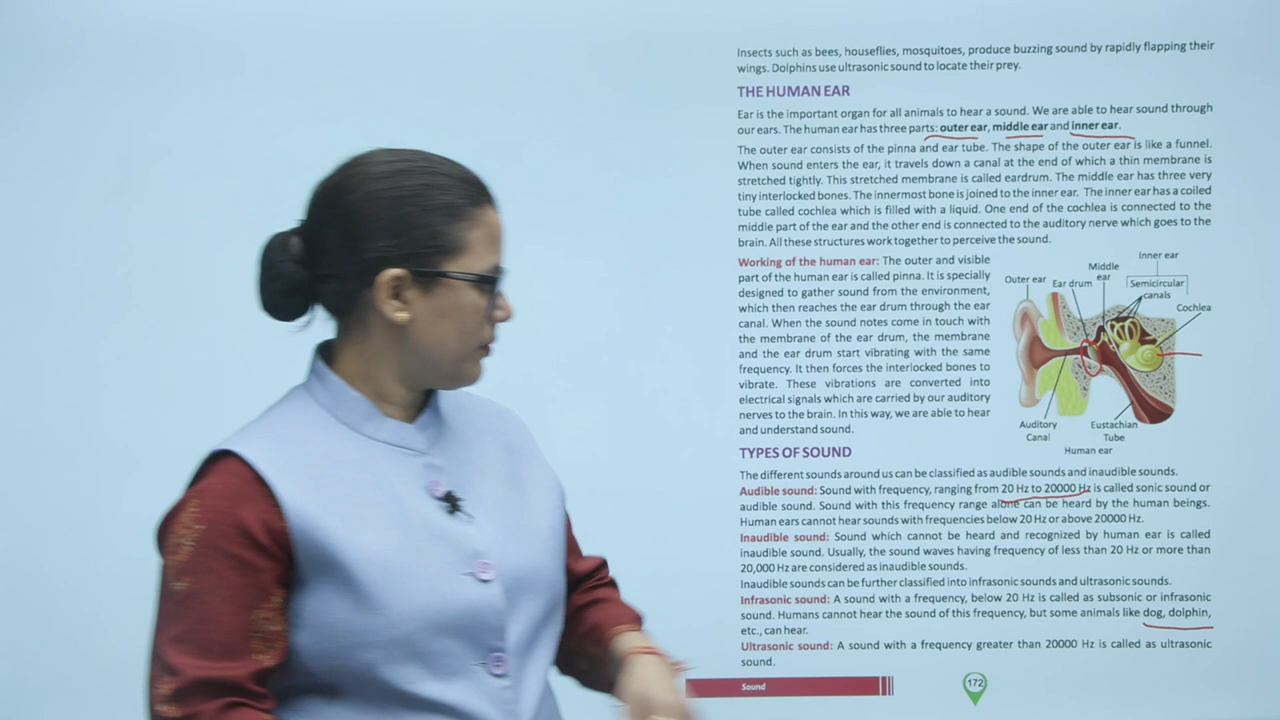 Insects such as bees, houseflies, mosquitoes, produce buzzing sound by rapidly flapping their
wings. Dolphins use ultrasonic sound to locate their prey.
THE HUMAN EAR
Ear is the important organ for all animals to hear a sound. We are able to hear sound through
our ears. The human ear has three parts: outer ear, middle ear and inner ear.
The outer ear consists of the pinna and ear tube. The shape of the outer ear is like a funnel.
When sound enters the ear, it travels down a canal at the end of which a thin membrane is
stretched tightly. This stretched membrane is called eardrum. The middle ear has three very
tiny interlocked bones. The innermost bone is joined to the inner ear. The inner ear has a coiled
tube called cochlea which is filled with a liquid. One end of the cochlea is connected to the
middle part of the ear and the other end is connected to the auditory nerve which goes to the
brain. All these structures work together to perceive the sound.
Working of the human ear: The outer and visible
part of the human ear is called pinna. It is specially
designed to gather sound from the environment,
which then reaches the ear drum through the ear
canal. When the sound notes come in touch with
the membrane of the ear drum, the membrane
and the ear drum start vibrating with the same
frequency. It then forces the interlocked bones to
vibrate. These vibrations are converted into
electrical signals which are carried by our auditory
nerves to the brain. In this way, we are able to hear
and understand sound.
Inner ear
Middle
ear
Outer ear
Ear drum
Semicircular
canals
Cochlea
Auditory
Canal
Eustachian
Tube
Human ear
TYPES OF SOUND
The different sounds around us can be classified as audible sounds and inaudible sounds.
Audible sound: Sound with frequency, ranging from 20 Hz to 20000 Hz is called sonic sound or
audible sound. Sound with this frequency range alone can be heard by the human beings.
Human ears cannot hear sounds with frequencies below 20 Hz or above 20000 Hz.
Inaudible sound: Sound which cannot be heard and recognized by human ear is called
inaudible sound. Usually, the sound waves having frequency of less than 20 Hz or more than
20,000 Hz are considered as inaudible sounds.
Inaudible sounds can be further classified into infrasonic sounds and ultrasonic sounds.
Infrasonic sound: A sound with a frequency, below 20 Hz is called as subsonic or infrasonic
sound. Humans cannot hear the sound of this frequency, but some animals like dog, dolphin,
etc., can hear.
Ultrasonic sound: A sound with a frequency greater than 20000 Hz is called as ultrasonic
sound.
Sound
172